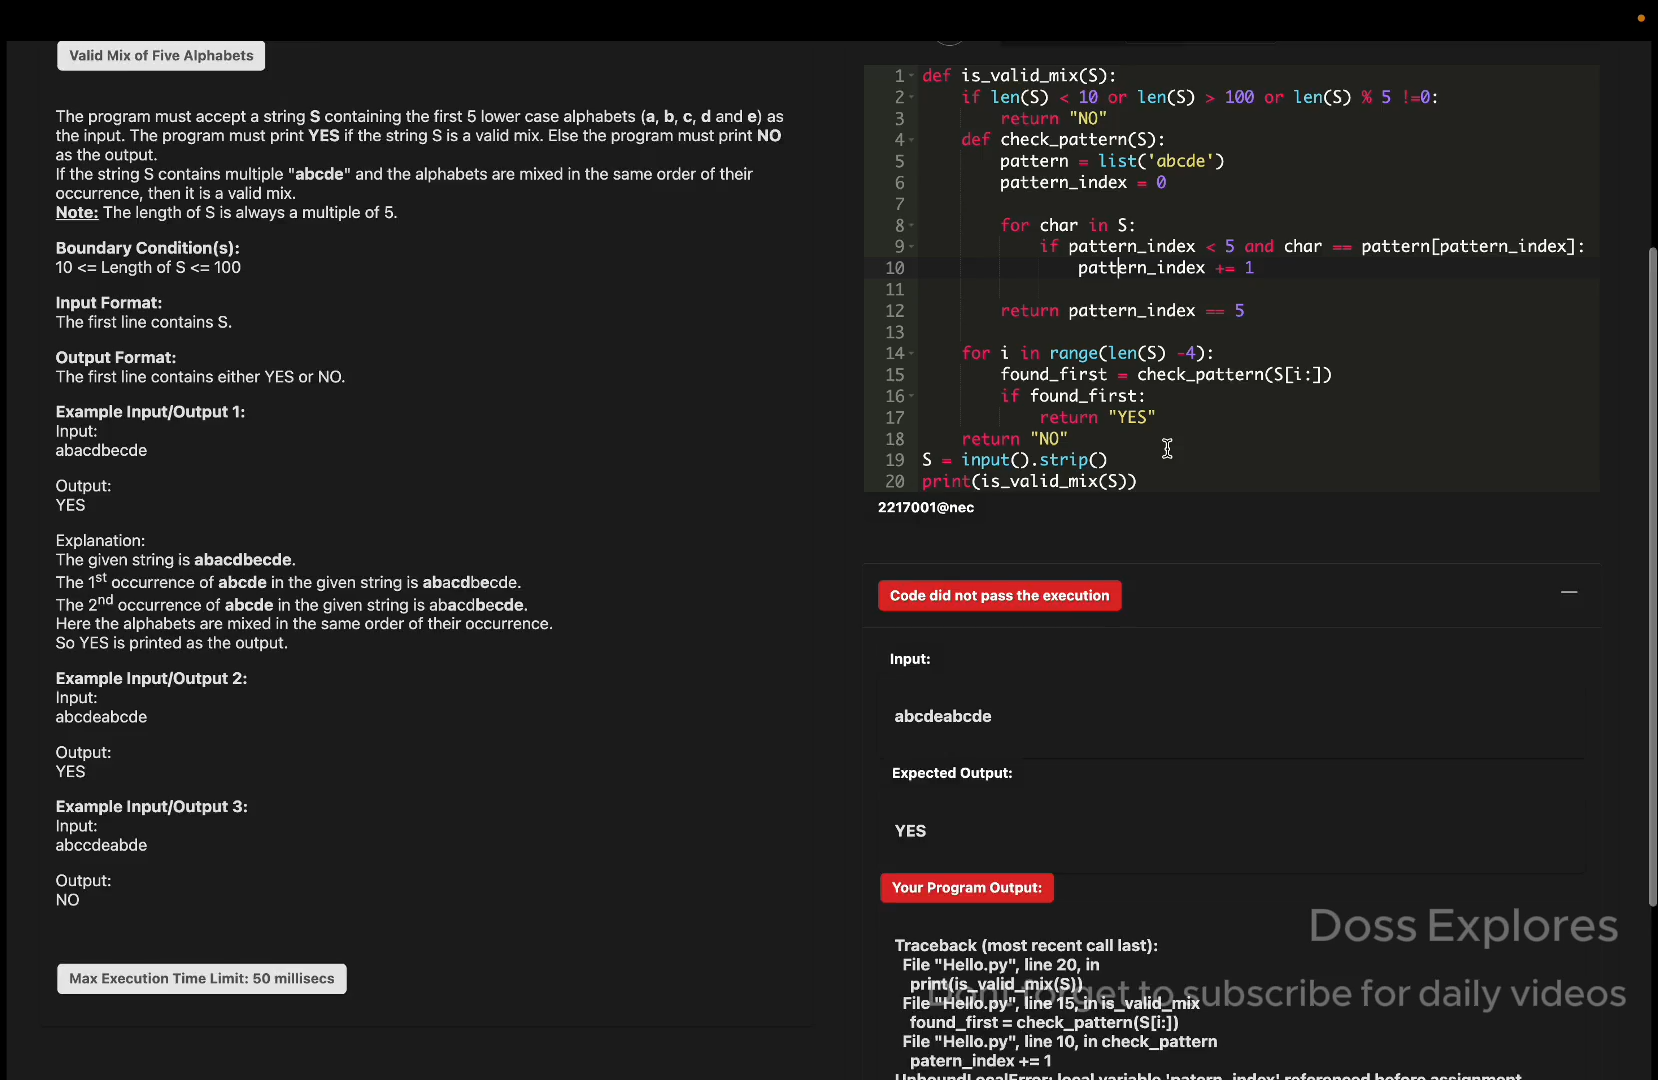 Valid Mix of Five Alphabets
The program must accept a string S containing the first 5 lower case alphabets (a, b, c, d and e) as
the input. The program must print YES if the string S is a valid mix. Else the program must print NO
as the output.
If the string S contains multiple "abcde" and the alphabets are mixed in the same order of their
occurrence, then it is a valid mix.
Note: The length of S is always a multiple of 5.
Boundary Condition(s):
10 <= Length of S <= 100
Input Format:
The first line contains S.
Output Format:
The first line contains either YES or NO.
Example Input/Output 1:
Input:
abacdbecde
Output:
YES
Explanation:
The given string is abacdbecde.
The 1st occurrence of abcde in the given string is abacdbecde.
The 2nd occurrence of abcde in the given string is abacdbecde.
Here the alphabets are mixed in the same order of their occurrence.
So YES is printed as the output.
Example Input/Output 2:
Input:
abcdeabcde
Output:
YES
Example Input/Output 3:
Input:
abccdeabde
Output:
NO
Max Execution Time Limit: 50 millisecs
1 def is_valid_mix(S):
2 if len(S) < 10 or len(S) > 100 or len(S) % 5 !=0:
3 return "NO"
4 def check_pattern(S):
5 pattern = list('abcde')
6 pattern_index = 0
7
8 for char in S:
9 if pattern_index < 5 and char == pattern[pattern_index]:
10 pattern_index += 1
11
12 return pattern_index == 5
13
14 for i in range(len(S) -4):
15 found_first = check_pattern(S[i:])
16 if found_first:
17 return "YES"
18 return "NO"
19 S = input().strip()
20 print(is_valid_mix(S))
2217001@nec
Code did not pass the execution
Input:
abcdeabcde
Expected Output:
YES
Your Program Output:
Traceback (most recent call last):
File "Hello.py", line 20, in
print(is_valid_mix(S))
File "Hello.py", line 15, in is_valid_mix
found_first = check_pattern(S[i:])
File "Hello.py", line 10, in check_pattern
patern_index += 1
UnboundLocalError: local variable 'patern_index' referenced before assignment
Doss Explores
Dont forget to subscribe for daily videos